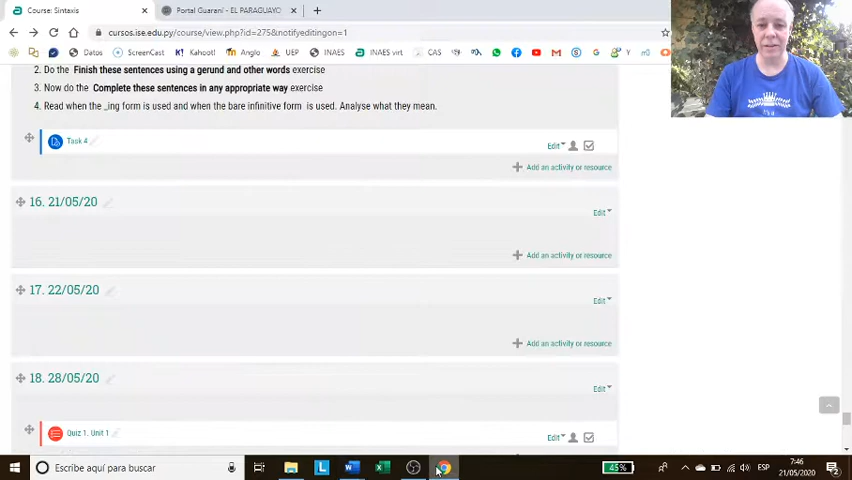 Course: Sintaxis
Portal Guaraní - EL PARAGUAYO
cursos.ise.edu.py/course/view.php?id=275&notifyeditingon=1
Datos
ScreenCast
INAES
INAES virt
CAS
UBB
Kahoot!
Anglo
Y
2. Do the Finish these sentences using a gerund and other words exercise
3. Now do the Complete these sentences in any appropriate way exercise
4. Read when the _ing form is used and when the bare infinitive form is used. Analyse what they mean.
Task 4
Edit
Add an activity or resource
16. 21/05/20
Edit
Add an activity or resource
17. 22/05/20
Edit
Add an activity or resource
18. 28/05/20
Edit
Quiz 1. Unit 1
Edit
Escribe aquí para buscar
45%
ESP
7:46
21/05/2020